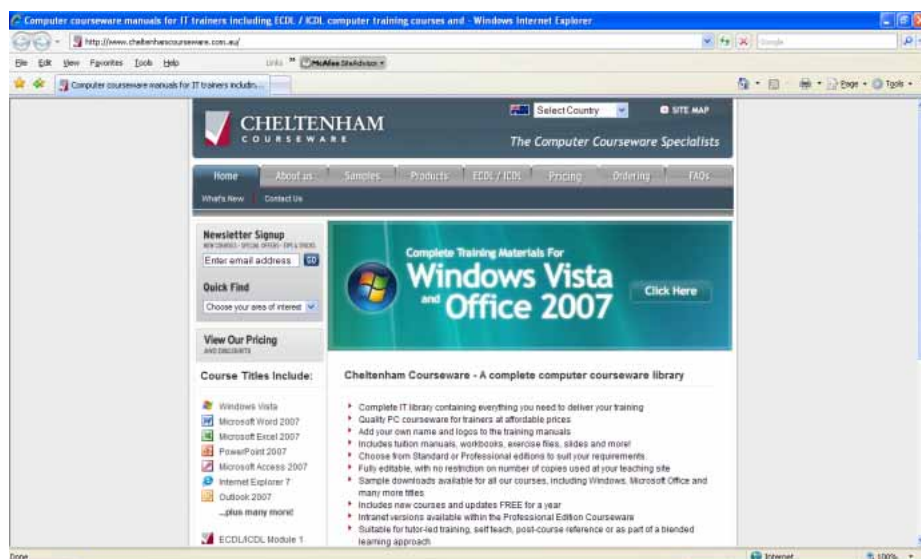 Computer courseware manuals for IT trainers including ECDL / ICDL computer training courses and - Windows Internet Explorer
http://www.cheltenhamcourseware.com.au/
Google
File Edit View Favorites Tools Help
Links » McAfee SiteAdvisor
Computer courseware manuals for IT trainers includin...
Page Tools
Select Country
SITE MAP
CHELTENHAM
COURSEWARE
The Computer Courseware Specialists
Home About us Samples Products ECDL / ICDL Pricing Ordering FAQs
What's New Contact Us
Newsletter Signup
NEW COURSES - SPECIAL OFFERS - TIPS & TRICKS
Enter email address GO
Quick Find
Choose your area of interest
View Our Pricing
AND DISCOUNTS
Course Titles Include:
Windows Vista
Microsoft Word 2007
Microsoft Excel 2007
PowerPoint 2007
Microsoft Access 2007
Internet Explorer 7
Outlook 2007
...plus many more!
ECDL/ICDL Module 1
Complete Training Materials For
Windows Vista
and Office 2007
Click Here
Cheltenham Courseware - A complete computer courseware library
Complete IT library containing everything you need to deliver your training
Quality PC courseware for trainers at affordable prices
Add your own name and logos to the training manuals
Includes tuition manuals, workbooks, exercise files, slides and more!
Choose from Standard or Professional editions to suit your requirements.
Fully editable, with no restriction on number of copies used at your teaching site
Sample downloads available for all our courses, including Windows, Microsoft Office and
many more titles
Includes new courses and updates FREE for a year
Intranet versions available within the Professional Edition Courseware
Suitable for tutor-led training, self teach, post-course reference or as part of a blended
learning approach
Done
Internet
100%